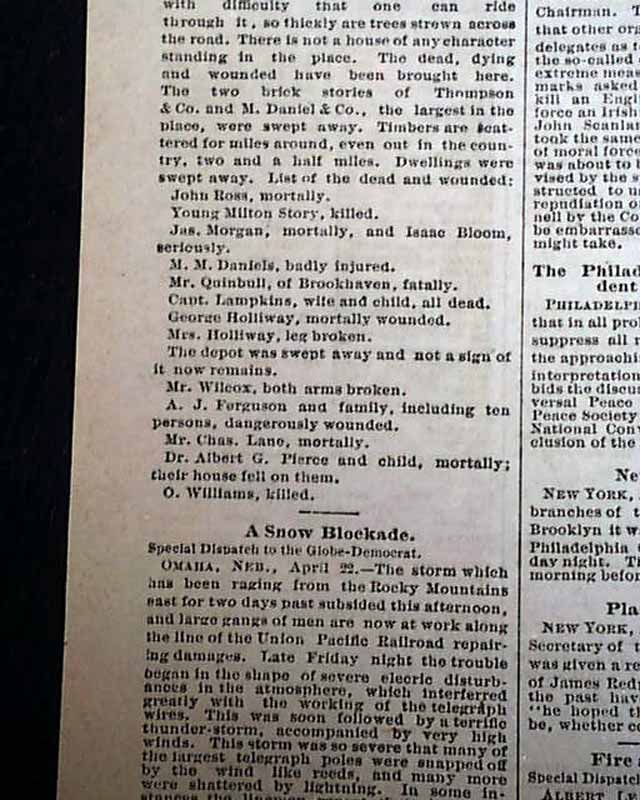 with difficulty that one can ride
through it, so thickly are trees strewn across
the road. There is not a house of any character
standing in the place. The dead, dying
and wounded have been brought here.
The two brick stories of Thompson
& Co. and M. Daniel & Co., the largest in the
place, were swept away. Timbers are scat-
tered for miles around, even out in the coun-
try, two and a half miles. Dwellings were
swept away. List of the dead and wounded:
John Ross, mortally.
Young Milton Story, killed.
Jas. Morgan, mortally, and Isaac Bloom,
seriously.
M. M. Daniels, badly injured.
Mr. Quinbull, of Brookhaven, fatally.
Capt. Lampkins, wife and child, all dead.
George Holliway, mortally wounded.
Mrs. Holliway, leg broken.
The depot was swept away and not a sign of
it now remains.
Mr. Wilcox, both arms broken.
A. J. Ferguson and family, including ten
persons, dangerously wounded.
Mr. Chas. Lane, mortally.
Dr. Albert G. Pierce and child, mortally;
their house fell on them.
O. Williams, killed.
A Snow Blockade.
Special Dispatch to the Globe-Democrat.
OMAHA, NEB., April 22.—The storm which
has been raging from the Rocky Mountains
east for two days past subsided this afternoon,
and large gangs of men are now at work along
the line of the Union Pacific Railroad repair-
ing damages. Late Friday night the trouble
began in the shape of severe elecric disturb-
ances in the atmosphere, which interferred
greatly with the working of the telegraph
wires. This was soon followed by a terrific
thunder-storm, accompanied by very high
winds. This storm was so severe that many of
the largest telegraph poles were snapped off
by the wind like reeds, and many more
were shattered by lightning. In some in-
Chairman.
that other
delegates as
the so-called
extreme
marks asked
kill an
force an Irish
John Scanlan
took the same
of moral force
was about to
vised by the
structed to
repudiation
nell by the
be embarrassed
might take.
The
dent
that in all
suppress all
the
interpretation
bids the
versal Peace
Peace Society
National
clusion of the
NEW YORK,
branches of
Brooklyn it
Philadelphia
day night.
morning
NEW YORK,
Secretary of
was given a
of James
the past
"he hoped
be, whether
Fire
Special
ALBERT